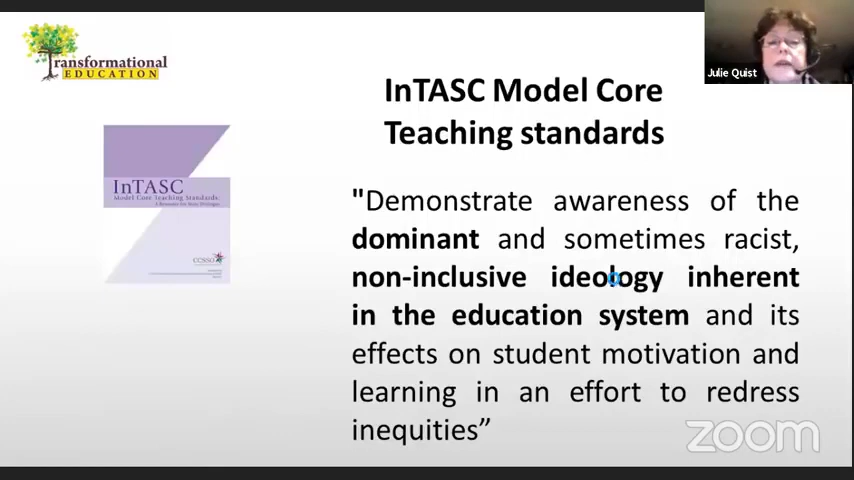 Transformational
EDUCATION
Julie Quist
InTASC Model Core
Teaching standards
InTASC
Model Core Teaching Standards:
CCSSO
"Demonstrate awareness of the
dominant and sometimes racist,
non-inclusive ideology inherent
in the education system and its
effects on student motivation and
learning in an effort to redress
inequities”
zoom